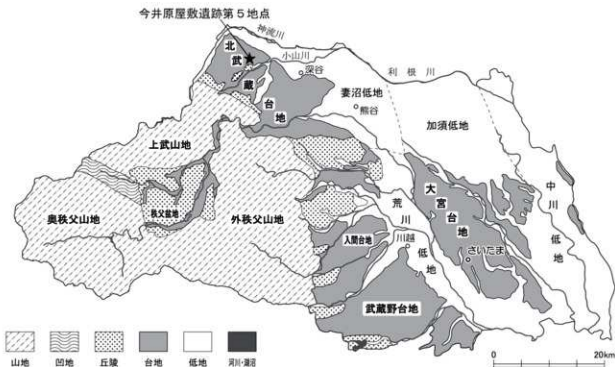 今井原屋敷遺跡第5地点
神流川
北武蔵台地
小山川
深谷
利根川
妻沼低地
熊谷
加須低地
上武山地
大宮台地
中川低地
荒川低地
秩父盆地
奥秩父山地
外秩父山地
入間台地
川越
さいたま
武蔵野台地
山地
凹地
丘陵
台地
低地
河川・湖沼
0
20km